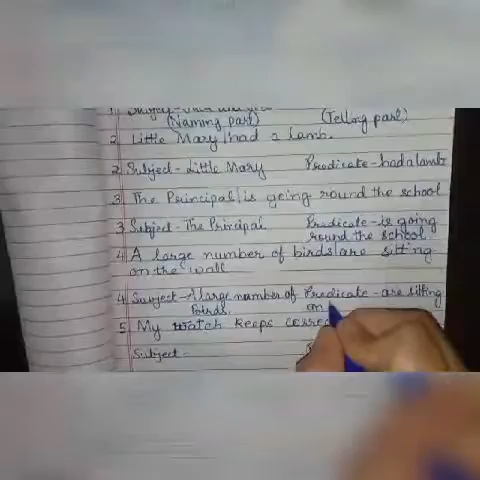 (Naming part) (Telling part)
2 Little Mary/had a lamb.
2 Subject - Little Mary Predicate - had a lamb
3 The Principal/is going round the school
3 Subject - The Principal Predicate - is going
round the school.
4 A large number of birds/are sitting
on the wall
4 Subject - A large number of Predicate - are sitting
birds. on
5 My watch keeps
Subject -